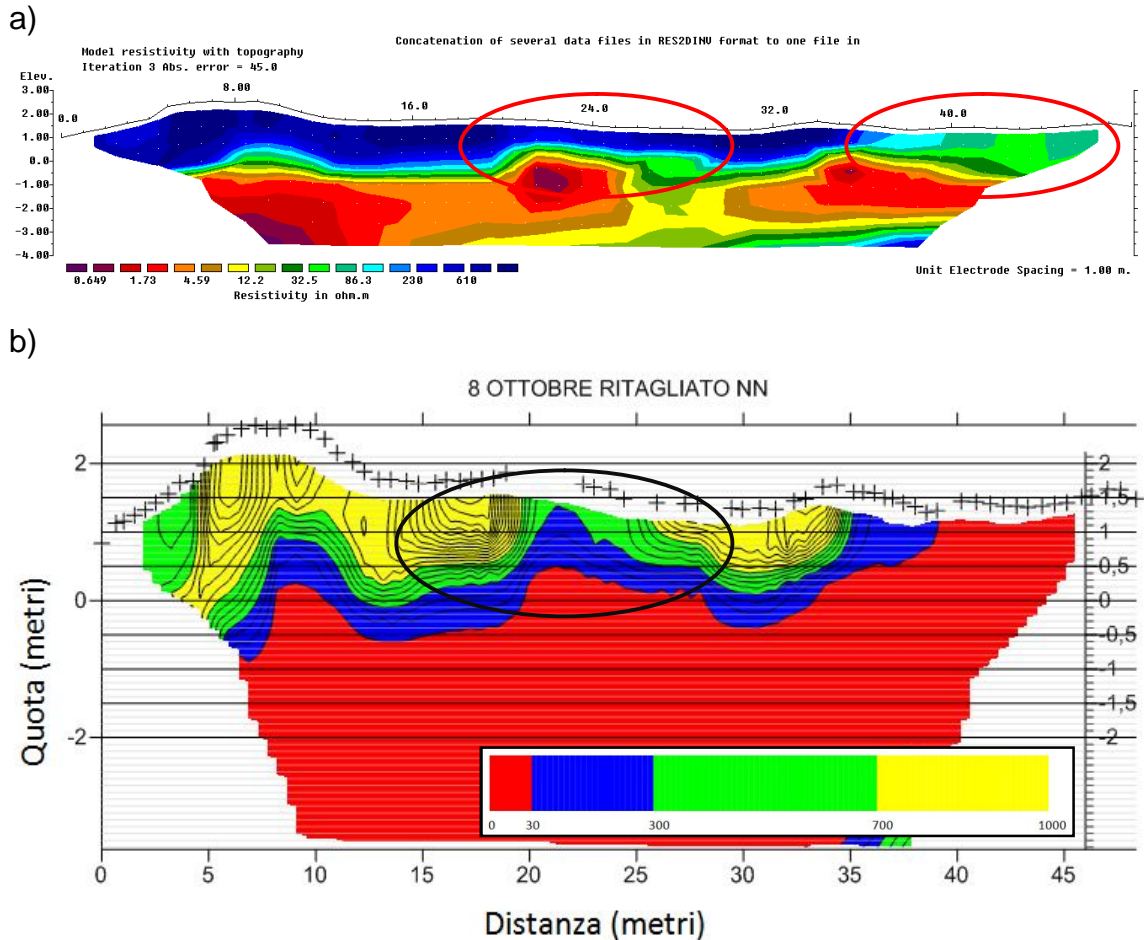 a)
Model resistivity with topography
Iteration 3 Abs. error = 45.0
Concatenation of several data files in RES2DINV format to one file in
Elev.
3.00
2.00
1.00
0.0
-1.00
-2.00
-3.00
-4.00
0.0
8.00
16.0
24.0
32.0
40.0
0.649 1.73 4.59 12.2 32.5 86.3 230 610
Resistivity in ohm.m
Unit Electrode Spacing = 1.00 m.
b)
8 OTTOBRE RITAGLIATO NN
Quota (metri)
2
0
-2
2
1,5
1
0,5
0
-0,5
-1
-1,5
-2
0 30 300 700 1000
0 5 10 15 20 25 30 35 40 45
Distanza (metri)